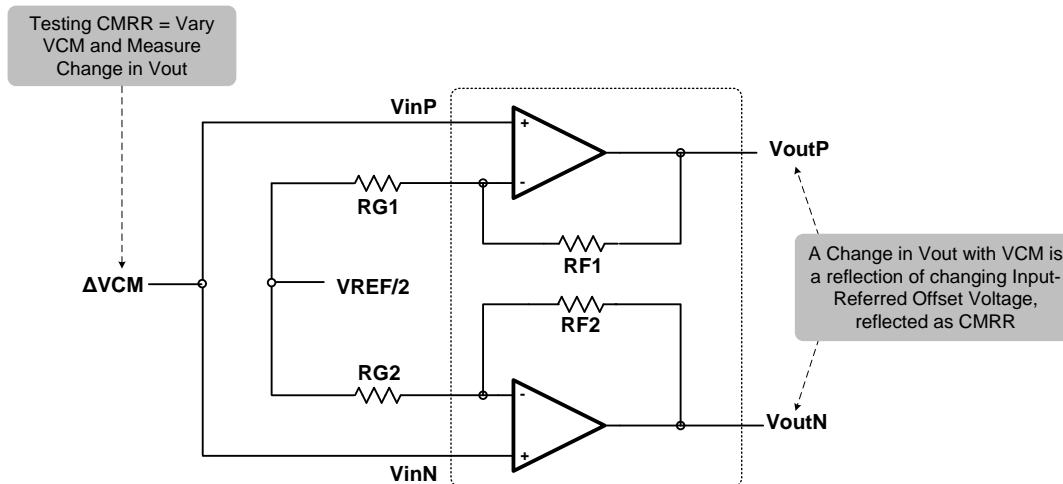 Testing CMRR = Vary
VCM and Measure
Change in Vout
VinP
+
-
VoutP
RG1
RF1
ΔVCM
VREF/2
A Change in Vout with VCM is
a reflection of changing Input-
Referred Offset Voltage,
reflected as CMRR
RF2
RG2
-
+
VoutN
VinN